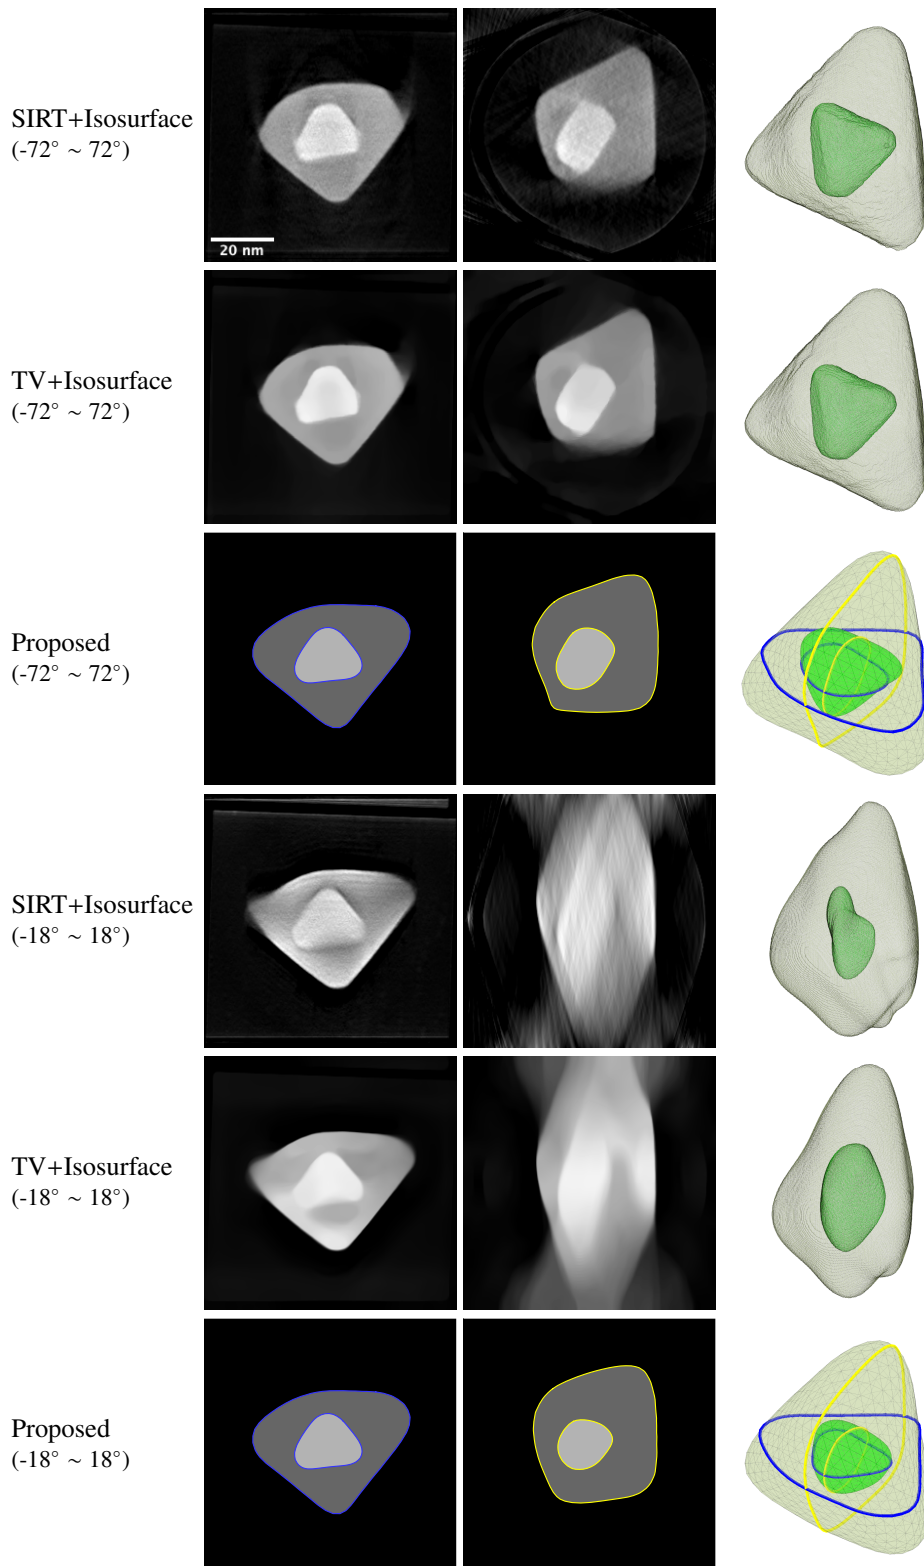 SIRT+Isosurface
(-72° ~ 72°)
20 nm
TV+Isosurface
(-72° ~ 72°)
Proposed
(-72° ~ 72°)
SIRT+Isosurface
(-18° ~ 18°)
TV+Isosurface
(-18° ~ 18°)
Proposed
(-18° ~ 18°)